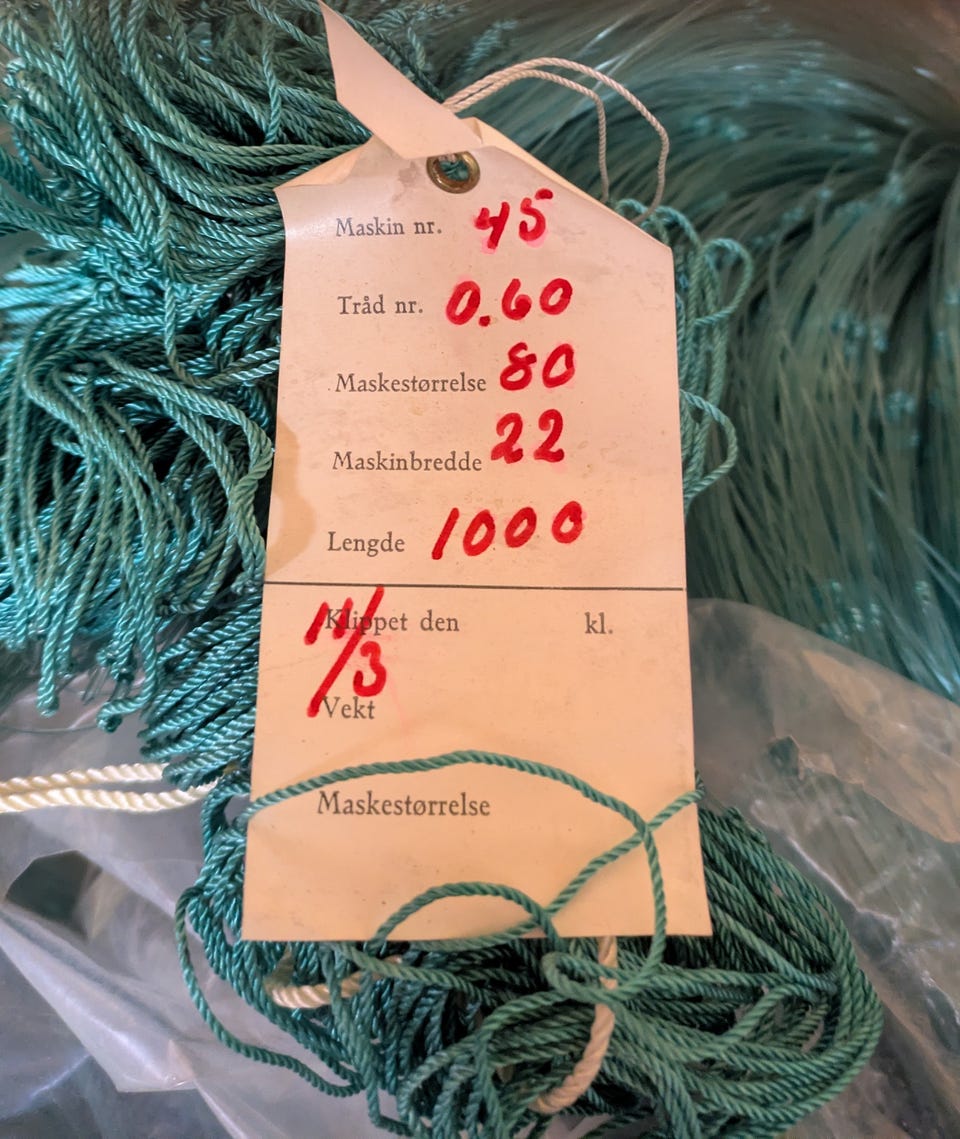 Maskin nr. 45
Tråd nr. 0.60
Maskestørrelse 80
Maskinbredde 22
Lengde 1000
Klippet den kl.
11/3
Vekt
Maskestørrelse